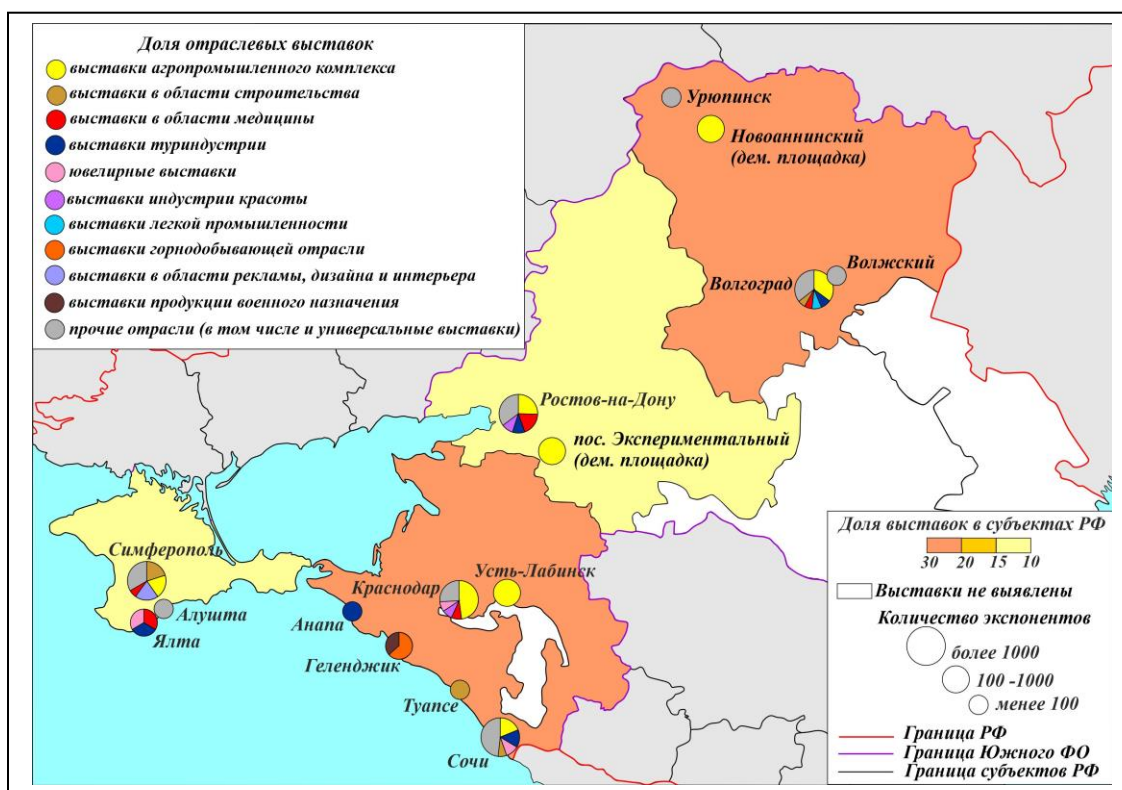 Доля отраслевых выставок
выставки агропромышленного комплекса
выставки в области строительства
выставки в области медицины
выставки туриндустрии
ювелирные выставки
выставки индустрии красоты
выставки легкой промышленности
выставки горнодобывающей отрасли
выставки в области рекламы, дизайна и интерьера
выставки продукции военного назначения
прочие отрасли (в том числе и универсальные выставки)
Урюпинск
Новоаннинский
(дем. площадка)
Волжский
Волгоград
Ростов-на-Дону
пос. Экспериментальный
(дем. площадка)
Симферополь
Алушта
Ялта
Краснодар
Усть-Лабинск
Анапа
Геленджик
Туапсе
Сочи
Доля выставок в субъектах РФ
30 20 15 10
Выставки не выявлены
Количество экспонентов
более 1000
100 -1000
менее 100
Граница РФ
Граница Южного ФО
Граница субъектов РФ